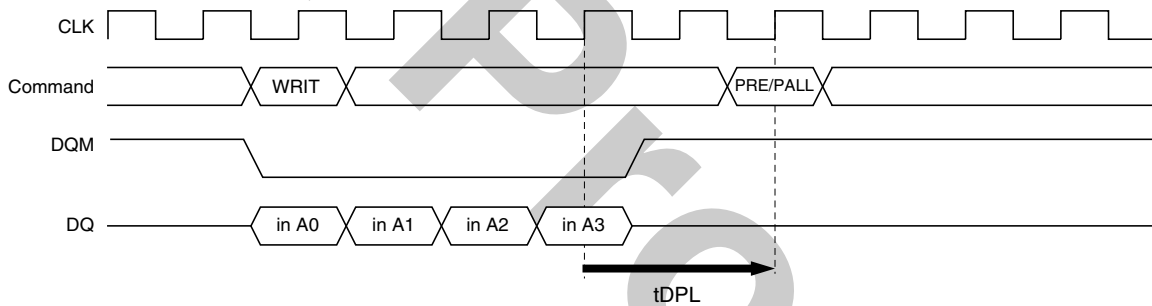 CLK
Command WRIT PRE/PALL
DQM
DQ in A0 in A1 in A2 in A3
tDPL